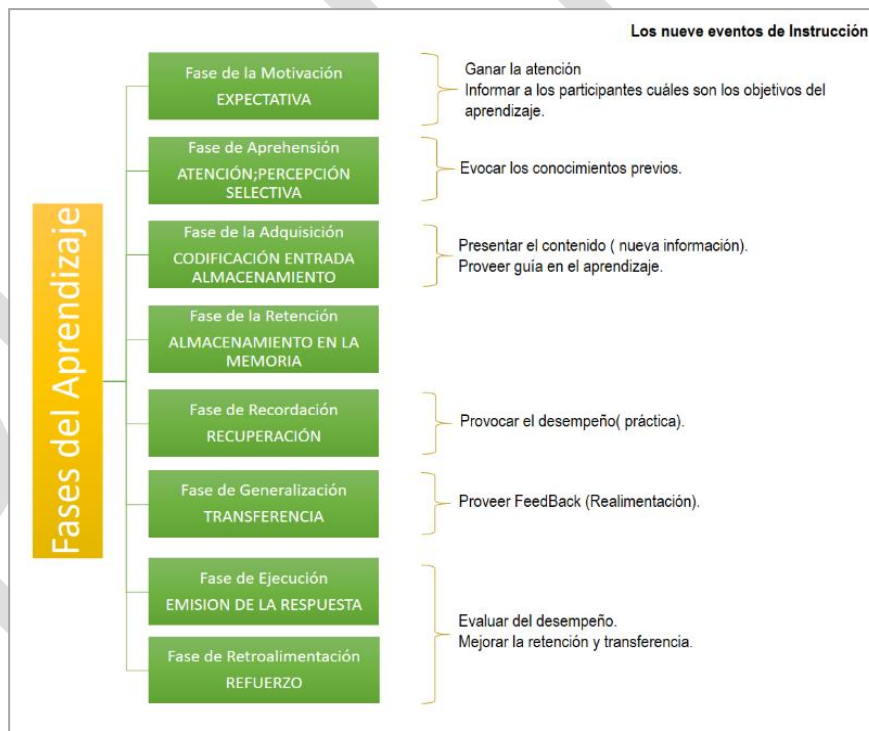 Los nueve eventos de Instrucción
Fases del Aprendizaje
Fase de la Motivación
EXPECTATIVA
Ganar la atención
Informar a los participantes cuáles son los objetivos del
aprendizaje.
Fase de Aprehensión
ATENCIÓN;PERCEPCIÓN
SELECTIVA
Evocar los conocimientos previos.
Fase de la Adquisición
CODIFICACIÓN ENTRADA
ALMACENAMIENTO
Presentar el contenido ( nueva información).
Proveer guía en el aprendizaje.
Fase de la Retención
ALMACENAMIENTO EN LA
MEMORIA
Fase de Recordación
RECUPERACIÓN
Provocar el desempeño( práctica).
Fase de Generalización
TRANSFERENCIA
Proveer FeedBack (Realimentación).
Fase de Ejecución
EMISION DE LA RESPUESTA
Fase de Retroalimentación
REFUERZO
Evaluar del desempeño.
Mejorar la retención y transferencia.